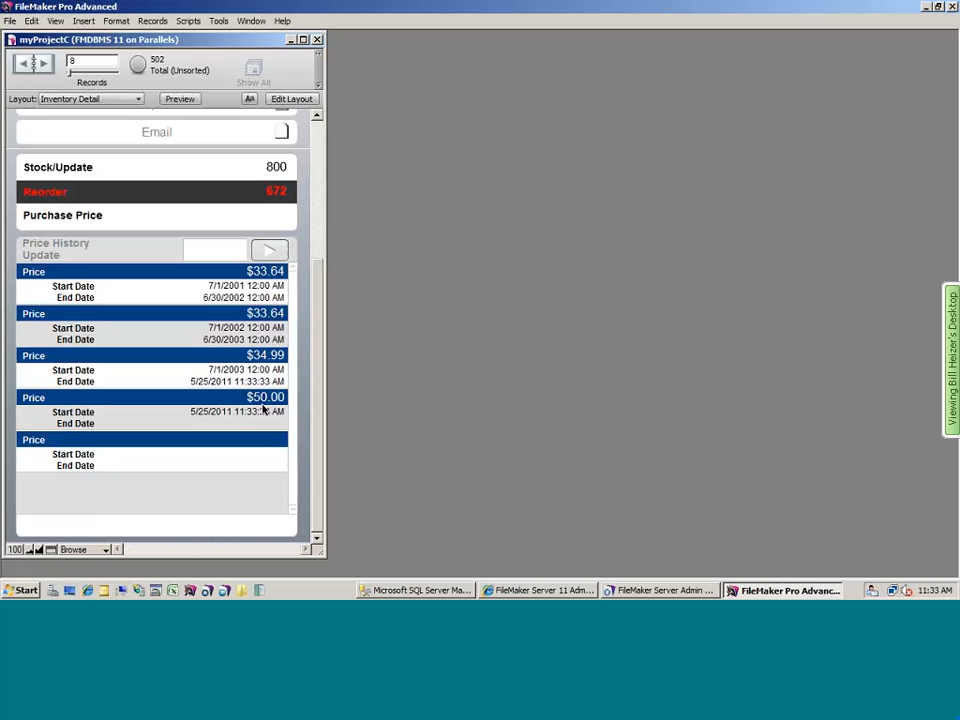 FileMaker Pro Advanced
File Edit View Insert Format Records Scripts Tools Window Help
myProjectC (FMDBMS 11 on Parallels)
8
502
Total (Unsorted)
Records
Show All
Layout: Inventory Detail
Preview
Aa
Edit Layout
Email
Stock/Update 800
Reorder 672
Purchase Price
Price History
Update
Price $33.64
Start Date 7/1/2001 12:00 AM
End Date 6/30/2002 12:00 AM
Price $33.64
Start Date 7/1/2002 12:00 AM
End Date 6/30/2003 12:00 AM
Price $34.99
Start Date 7/1/2003 12:00 AM
End Date 5/25/2011 11:33:33 AM
Price $50.00
Start Date 5/25/2011 AM
End Date
Price
Start Date
End Date
100 Browse
Viewing Bill Heizer's Desktop
Start
Microsoft SQL Server Ma...
FileMaker Server 11 Adm...
FileMaker Server Admin ...
FileMaker Pro Advanc...
11:33 AM